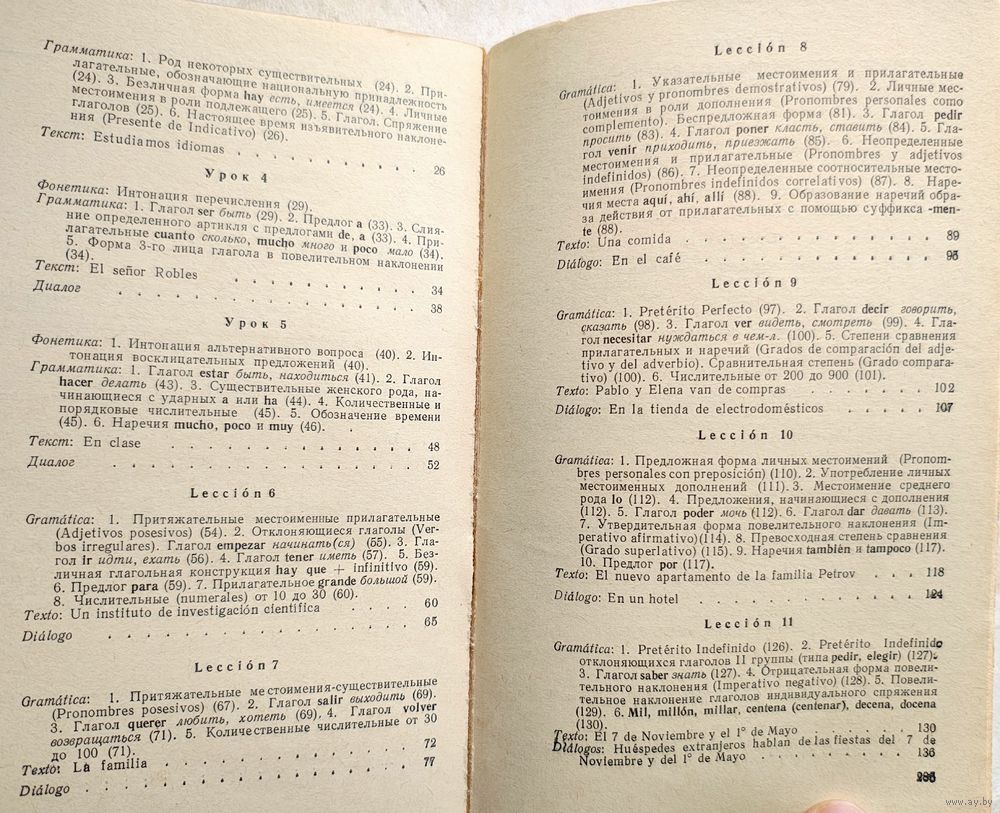 Грамматика: 1. Род некоторых существительных (24). 2. При-
лагательные, обозначающие национальную принадлежность
(24). 3. Безличная форма hay есть, имеется (24). 4. Личные
местоимения в роли подлежащего (25). 5. Глагол. Спряжение
глаголов (25). 6. Настоящее время изъявительного наклоне-
ния (Presente de Indicativo) (26).
Текст: Estudiamos idiomas . . . . . . . . . 26
Урок 4
Фонетика: Интонация перечисления (29).
Грамматика: 1. Глагол ser быть (29). 2. Предлог a (33). 3. Слия-
ние определенного артикля с предлогами de, a (33). 4. При-
лагательные cuanto сколько, mucho много и poco мало (34).
5. Форма 3-го лица глагола в повелительном наклонении
(34).
Текст: El señor Robles . . . . . . . . . 34
Диалог . . . . . . . . . . . . 38
Урок 5
Фонетика: 1. Интонация альтернативного вопроса (40). 2. Ин-
тонация восклицательных предложений (40).
Грамматика: 1. Глагол estar быть, находиться (41). 2. Глагол
hacer делать (43). 3. Существительные женского рода, на-
чинающиеся с ударных a или ha (44). 4. Количественные и
порядковые числительные (45). 5. Обозначение времени
(45). 6. Наречия mucho, poco и muy (46).
Текст: En clase . . . . . . . . . . . 48
Диалог . . . . . . . . . . . . . 52
Lección 6
Gramática: 1. Притяжательные местоименные прилагательные
(Adjetivos posesivos) (54). 2. Отклоняющиеся глаголы (Ver-
bos irregulares). Глагол empezar начинать(ся) (55). 3. Гла-
гол ir идти, ехать (56). 4. Глагол tener иметь (57). 5. Без-
личная глагольная конструкция hay que + infinitivo (59).
6. Предлог para (59). 7. Прилагательное grande большой (59).
8. Числительные (numerales) от 10 до 30 (60).
Texto: Un instituto de investigación científica . . . . 60
Diálogo . . . . . . . . . . . . 65
Lección 7
Gramática: 1. Притяжательные местоимения-существительные
(Pronombres posesivos) (67). 2. Глагол salir выходить (69).
3. Глагол querer любить, хотеть (69). 4. Глагол volver
возвращаться (71). 5. Количественные числительные от 30
до 100 (71).
Texto: La familia . . . . . . . . . . . 72
Diálogo . . . . . . . . . . . . . 77
Lección 8
Gramática: 1. Указательные местоимения и прилагательные
(Adjetivos y pronombres demostrativos) (79). 2. Личные мес-
тоимения в роли дополнения (Pronombres personales como
complemento). Беспредложная форма (81). 3. Глагол pedir
просить (83). 4. Глагол poner класть, ставить (84). 5. Гла-
гол venir приходить, приезжать (85). 6. Неопределенные
местоимения и прилагательные (Pronombres y adjetivos
indefinidos) (86). 7. Неопределенные соотносительные место-
имения (Pronombres indefinidos correlativos) (87). 8. Наре-
чия места aquí, ahí, allí (88). 9. Образование наречий обра-
за действия от прилагательных с помощью суффикса -men-
te (88).
Texto: Una comida . . . . . . . . . . . 89
Diálogo: En el café . . . . . . . . . . . 95
Lección 9
Gramática: 1. Pretérito Perfecto (97). 2. Глагол decir говорить,
сказать (98). 3. Глагол ver видеть, смотреть (99). 4. Гла-
гол necesitar нуждаться в чем-л. (100). 5. Степени сравнения
прилагательных и наречий (Grados de comparación del adje-
tivo y del adverbio). Сравнительная степень (Grado compara-
tivo) (100). 6. Числительные от 200 до 900 (101).
Texto: Pablo y Elena van de compras . . . . . . 102
Diálogo: En la tienda de electrodomésticos . . . . . 107
Lección 10
Gramática: 1. Предложная форма личных местоимений (Pronom-
bres personales con preposición) (110). 2. Употребление личных
местоименных дополнений (111). 3. Местоимение среднего
рода lo (112). 4. Предложения, начинающиеся с дополнения
(112). 5. Глагол poder мочь (112). 6. Глагол dar давать (113).
7. Утвердительная форма повелительного наклонения (Im-
perativo afirmativo) (114). 8. Превосходная степень сравнения
(Grado superlativo) (115). 9. Наречия también и tampoco (117).
10. Предлог por (117).
Texto: El nuevo apartamento de la familia Petrov . . . 118
Diálogo: En un hotel . . . . . . . . . . 124
Lección 11
Gramática: 1. Pretérito Indefinido (126). 2. Pretérito Indefinido
отклоняющихся глаголов II группы (типа pedir, elegir) (127).
3. Глагол saber знать (127). 4. Отрицательная форма повели-
тельного наклонения (Imperativo negativo) (128). 5. Повели-
тельное наклонение глаголов индивидуального спряжения
(129). 6. Mil, millón, millar, centena (centenar), decena, docena
(130).
Texto: El 7 de Noviembre y el 1° de Mayo . . . . . 130
Diálogos: Huéspedes extranjeros hablan de las fiestas del 7 de
Noviembre y del 1° de Mayo . . . . . . . . 136
www.ay.by